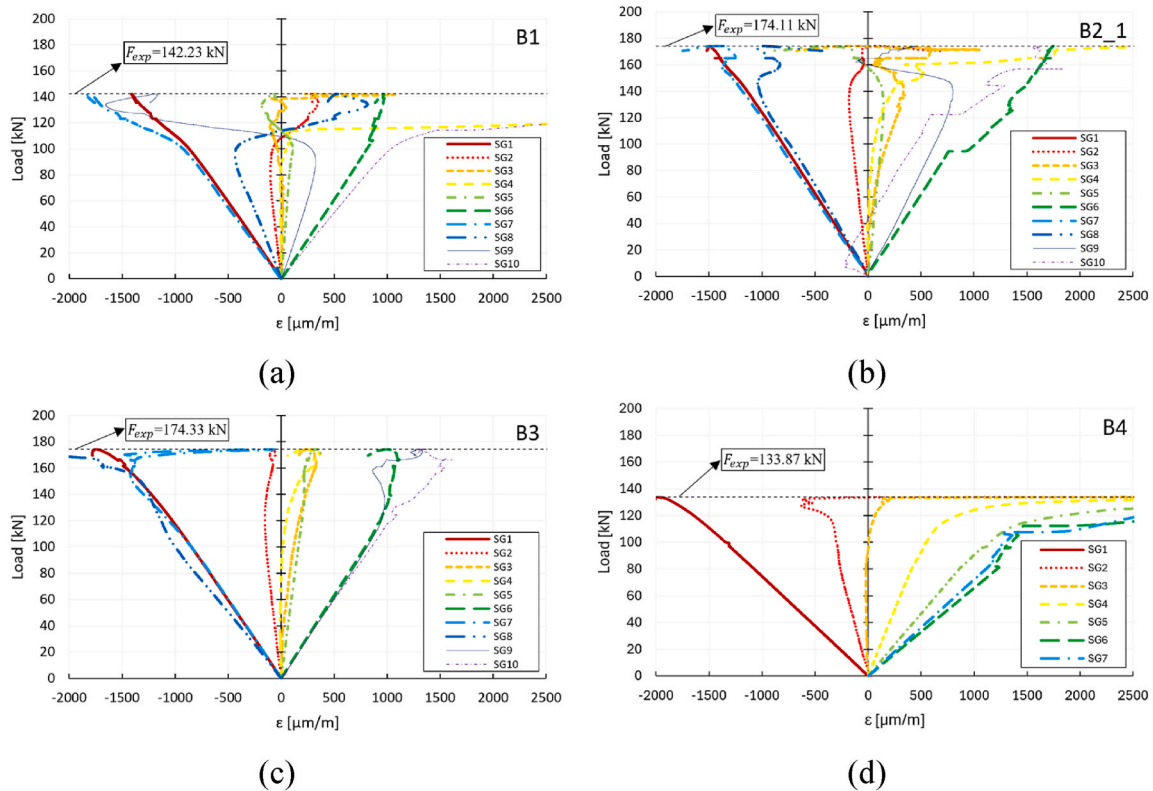 B1
F_exp=142.23 kN
Load [kN]
200
180
160
140
120
100
80
60
40
20
0
SG1
SG2
SG3
SG4
SG5
SG6
SG7
SG8
SG9
SG10
-2000 -1500 -1000 -500 0 500 1000 1500 2000 2500
ε [µm/m]
(a)
B2_1
F_exp=174.11 kN
Load [kN]
200
180
160
140
120
100
80
60
40
20
0
SG1
SG2
SG3
SG4
SG5
SG6
SG7
SG8
SG9
SG10
-2000 -1500 -1000 -500 0 500 1000 1500 2000 2500
ε [µm/m]
(b)
B3
F_exp=174.33 kN
Load [kN]
200
180
160
140
120
100
80
60
40
20
0
SG1
SG2
SG3
SG4
SG5
SG6
SG7
SG8
SG9
SG10
-2000 -1500 -1000 -500 0 500 1000 1500 2000 2500
ε [µm/m]
(c)
B4
F_exp=133.87 kN
Load [kN]
200
180
160
140
120
100
80
60
40
20
0
SG1
SG2
SG3
SG4
SG5
SG6
SG7
-2000 -1500 -1000 -500 0 500 1000 1500 2000 2500
ε [µm/m]
(d)